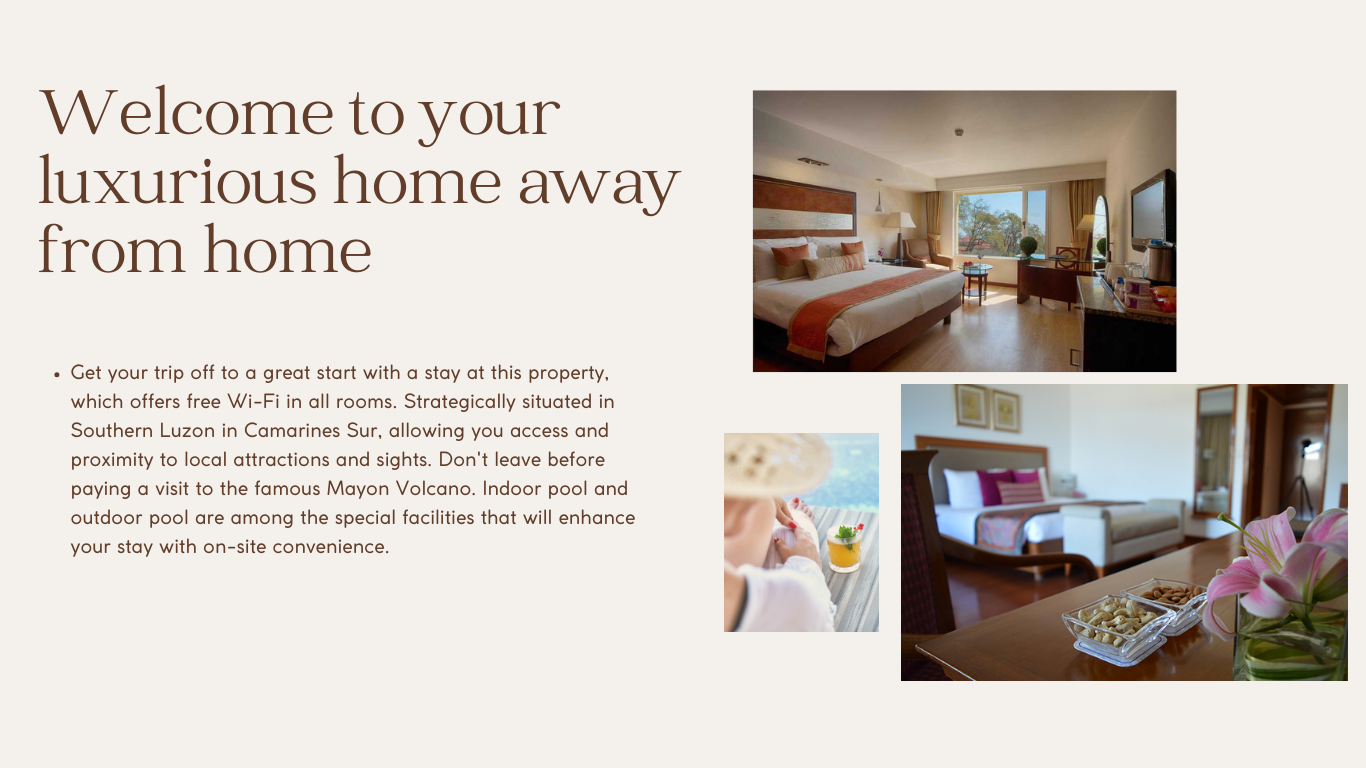 Welcome to your
luxurious home away
from home
• Get your trip off to a great start with a stay at this property,
which offers free Wi-Fi in all rooms. Strategically situated in
Southern Luzon in Camarines Sur, allowing you access and
proximity to local attractions and sights. Don't leave before
paying a visit to the famous Mayon Volcano. Indoor pool and
outdoor pool are among the special facilities that will enhance
your stay with on-site convenience.